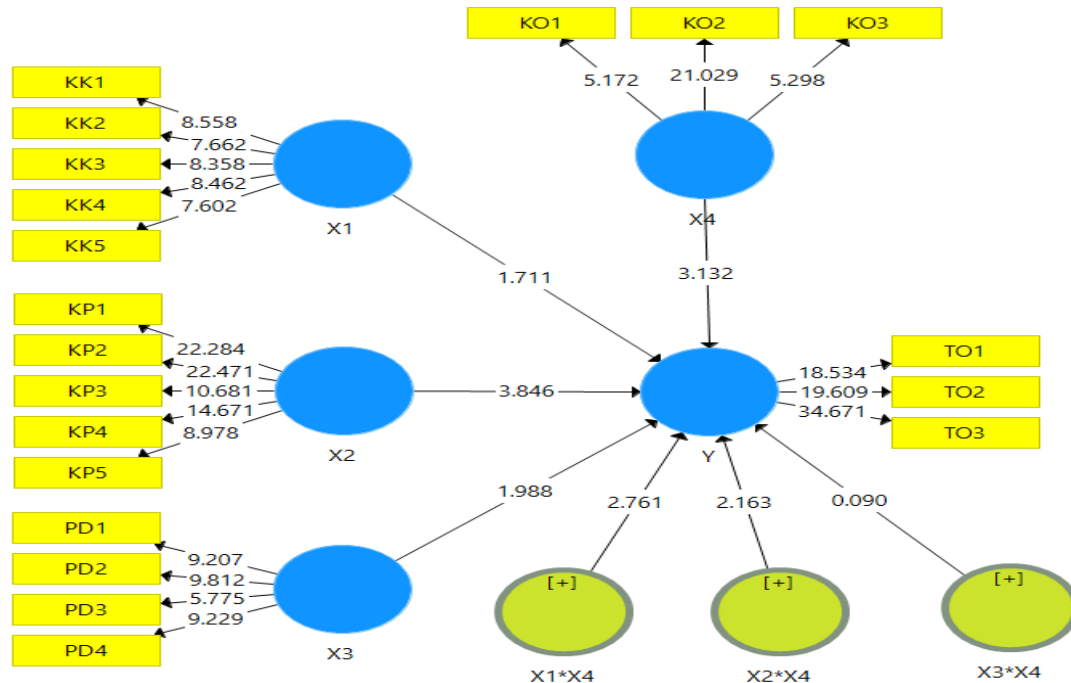 KO1
KO2
KO3
5.172
21.029
5.298
X4
3.132
KK1
KK2
KK3
KK4
KK5
8.558
7.662
8.358
8.462
7.602
X1
1.711
KP1
KP2
KP3
KP4
KP5
22.284
22.471
10.681
14.671
8.978
X2
3.846
PD1
PD2
PD3
PD4
9.207
9.812
5.775
9.229
X3
1.988
Y
18.534
19.609
34.671
TO1
TO2
TO3
2.761
2.163
0.090
[+]
[+]
[+]
X1*X4
X2*X4
X3*X4